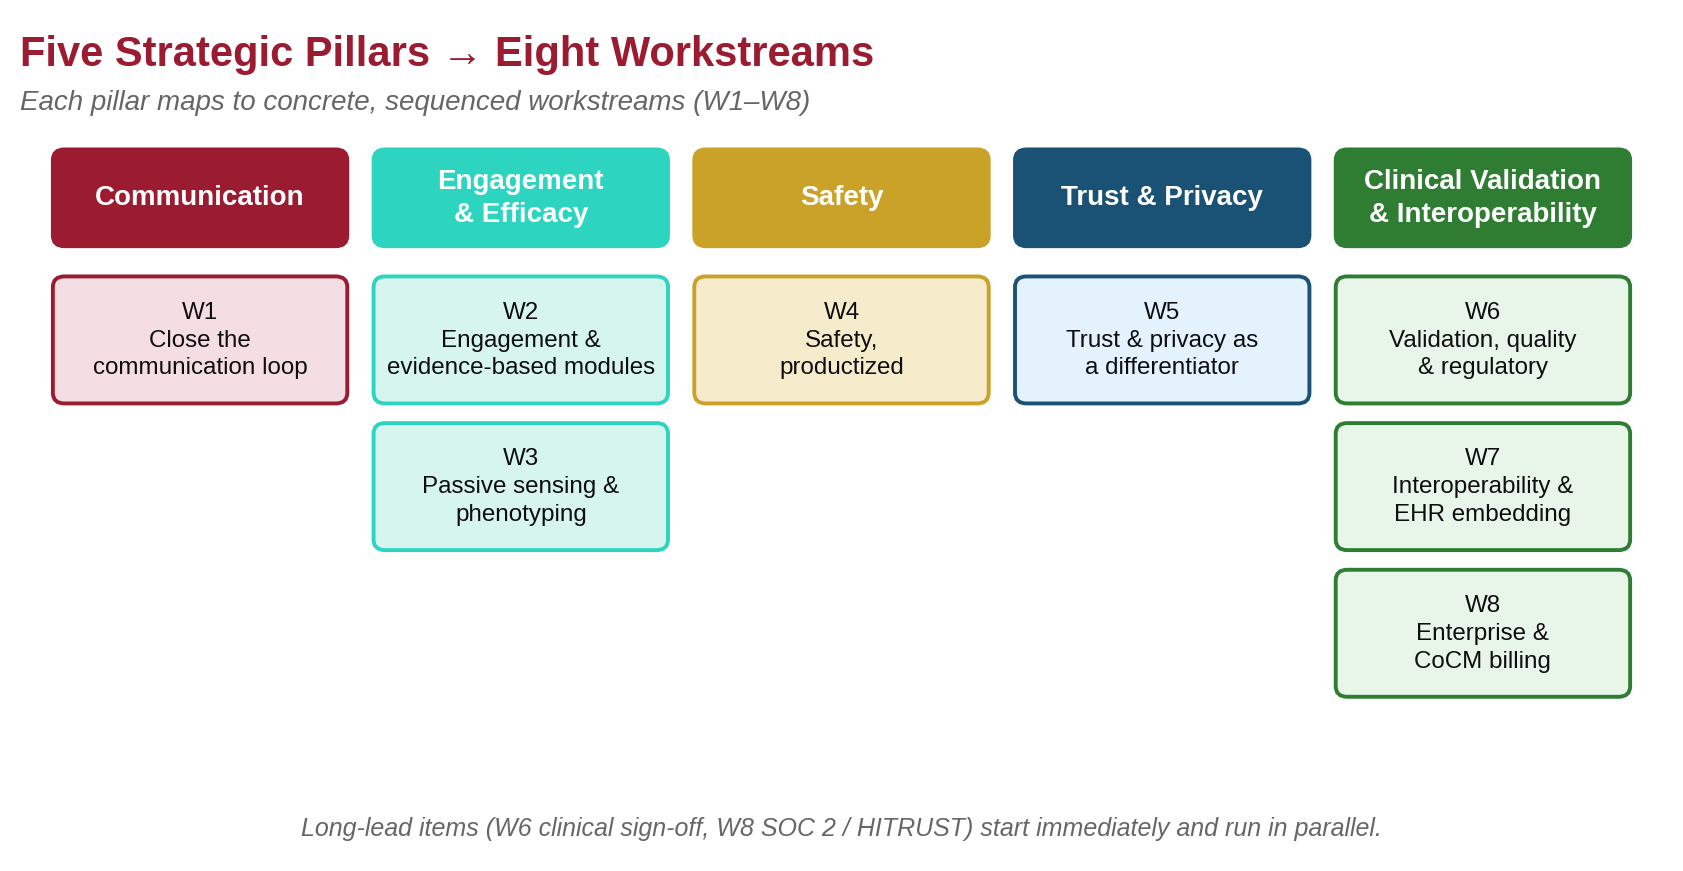 Five Strategic Pillars → Eight Workstreams
Each pillar maps to concrete, sequenced workstreams (W1–W8)
Communication
Engagement
& Efficacy
Safety
Trust & Privacy
Clinical Validation
& Interoperability
W1
Close the
communication loop
W2
Engagement &
evidence-based modules
W4
Safety,
productized
W5
Trust & privacy as
a differentiator
W6
Validation, quality
& regulatory
W3
Passive sensing &
phenotyping
W7
Interoperability &
EHR embedding
W8
Enterprise &
CoCM billing
Long-lead items (W6 clinical sign-off, W8 SOC 2 / HITRUST) start immediately and run in parallel.